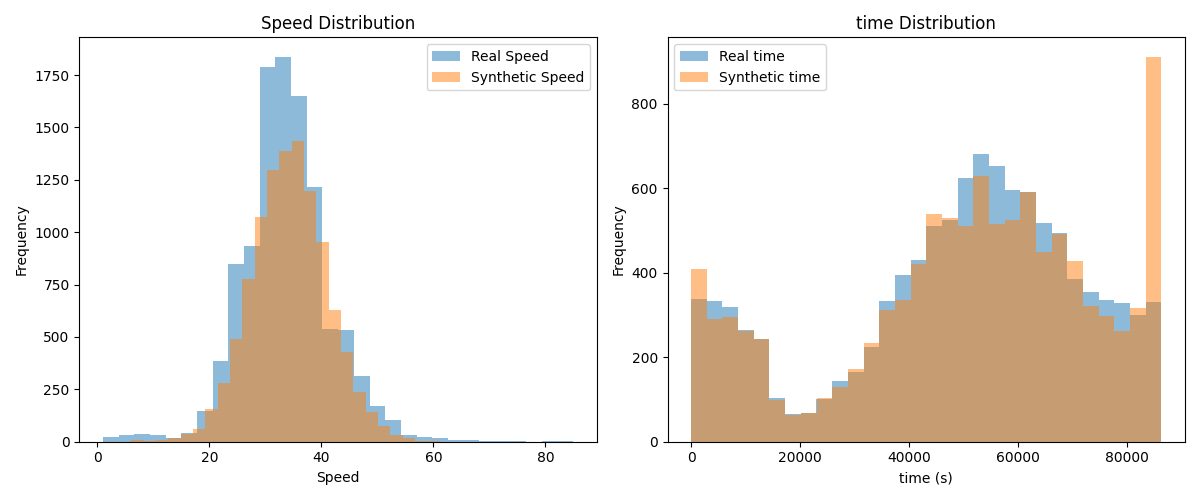 Speed Distribution
Real Speed
Synthetic Speed
Frequency
1750
1500
1250
1000
750
500
250
0
0 20 40 60 80
Speed
time Distribution
Real time
Synthetic time
Frequency
800
600
400
200
0
0 20000 40000 60000 80000
time (s)